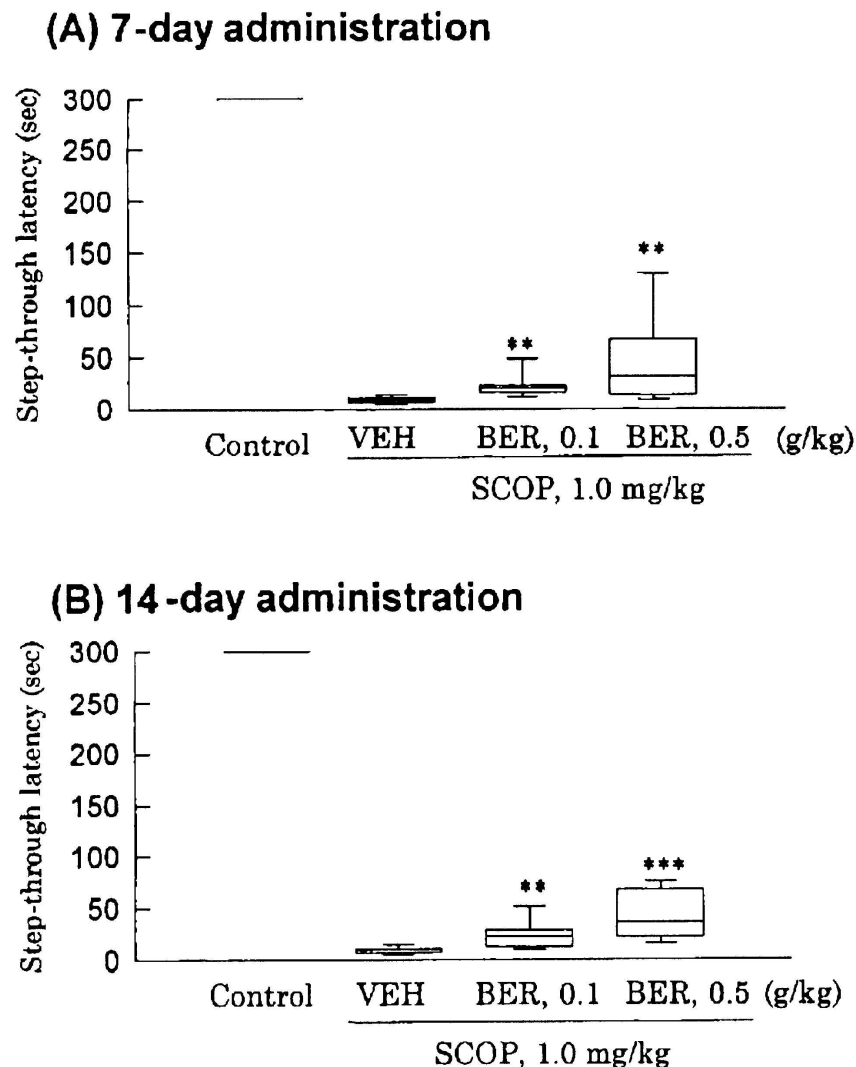 (A) 7-day administration
Step-through latency (sec)
300
250
200
150
100
50
0
**
**
Control VEH BER, 0.1 BER, 0.5 (g/kg)
SCOP, 1.0 mg/kg
(B) 14-day administration
Step-through latency (sec)
300
250
200
150
100
50
0
**
***
Control VEH BER, 0.1 BER, 0.5 (g/kg)
SCOP, 1.0 mg/kg